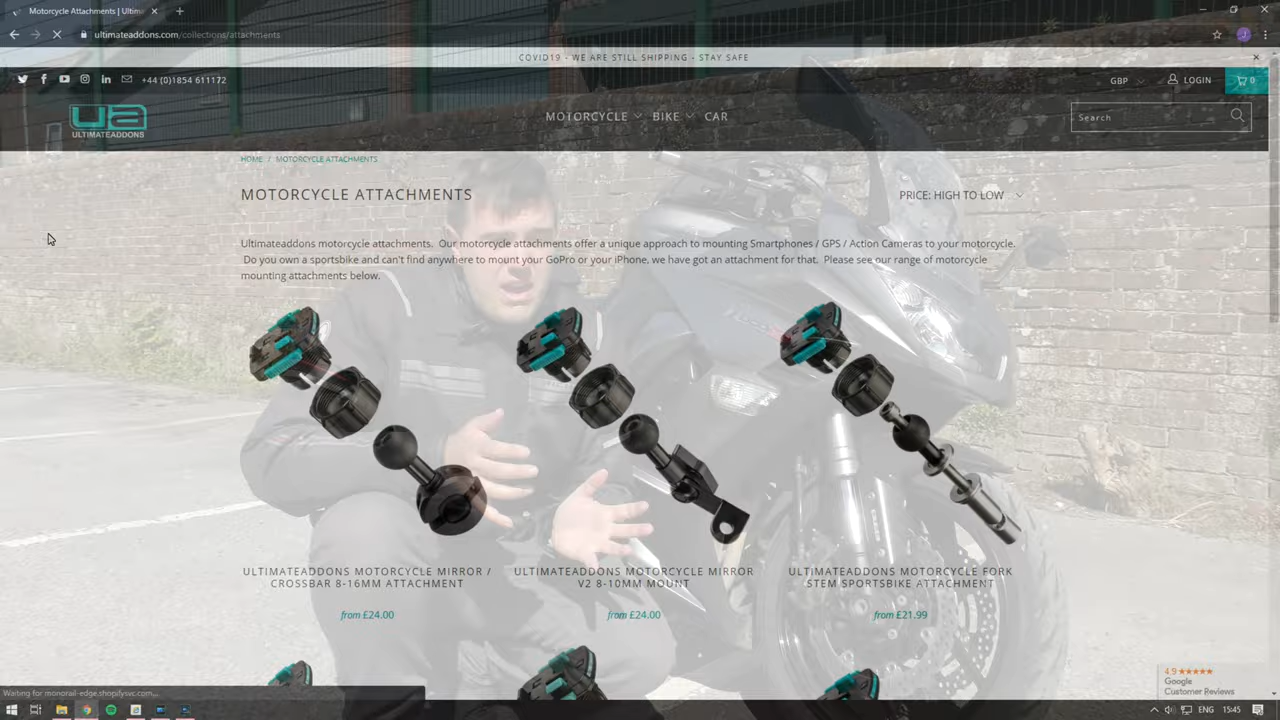 Motorcycle Attachments | Ultim
ultimateaddons.com/collections/attachments
COVID19 - WE ARE STILL SHIPPING - STAY SAFE
+44 (0)1854 611172
GBP
LOGIN
0
UA
ULTIMATEADDONS
MOTORCYCLE
BIKE
CAR
Search
HOME / MOTORCYCLE ATTACHMENTS
MOTORCYCLE ATTACHMENTS
PRICE: HIGH TO LOW
Ultimateaddons motorcycle attachments. Our motorcycle attachments offer a unique approach to mounting Smartphones / GPS / Action Cameras to your motorcycle.
Do you own a sportsbike and can't find anywhere to mount your GoPro or your iPhone, we have got an attachment for that. Please see our range of motorcycle
mounting attachments below.
ULTIMATEADDONS MOTORCYCLE MIRROR /
CROSSBAR 8-16MM ATTACHMENT
from £24.00
ULTIMATEADDONS MOTORCYCLE MIRROR
V2 8-10MM MOUNT
from £24.00
ULTIMATEADDONS MOTORCYCLE FORK
STEM SPORTSBIKE ATTACHMENT
from £21.99
4.9 ★★★★★
Google
Customer Reviews
Waiting for monorail-edge.shopifysvc.com...
ENG
15:45